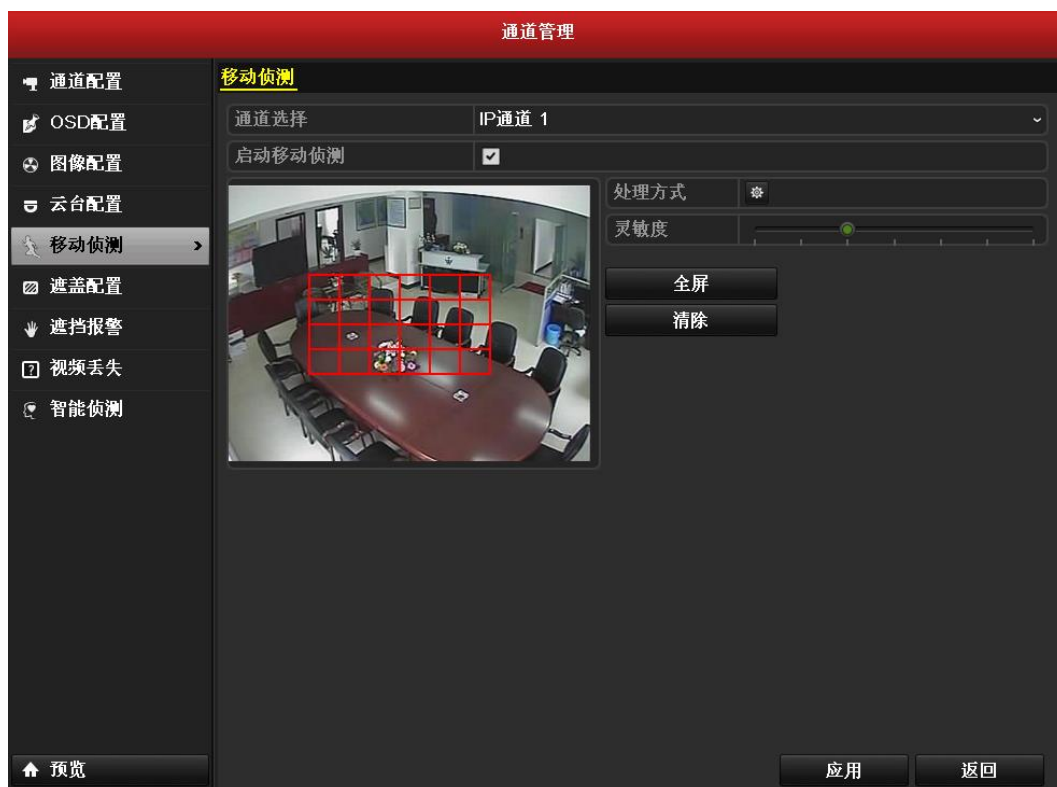 通道管理
通道配置
OSD配置
图像配置
云台配置
移动侦测
遮盖配置
遮挡报警
视频丢失
智能侦测
预览
移动侦测
通道选择 IP通道 1
启动移动侦测
处理方式
灵敏度
全屏
清除
应用 返回